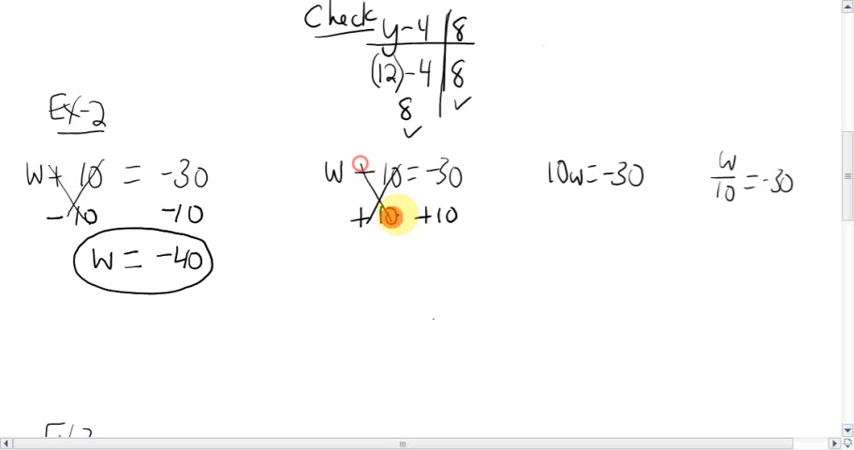 Check
y-4 | 8
(12)-4 | 8
8 ✓
✓
Ex-2
w + 10 = -30
-10 -10
w = -40
w - 10 = -30
+10 +10
10w = -30
w/10 = -30